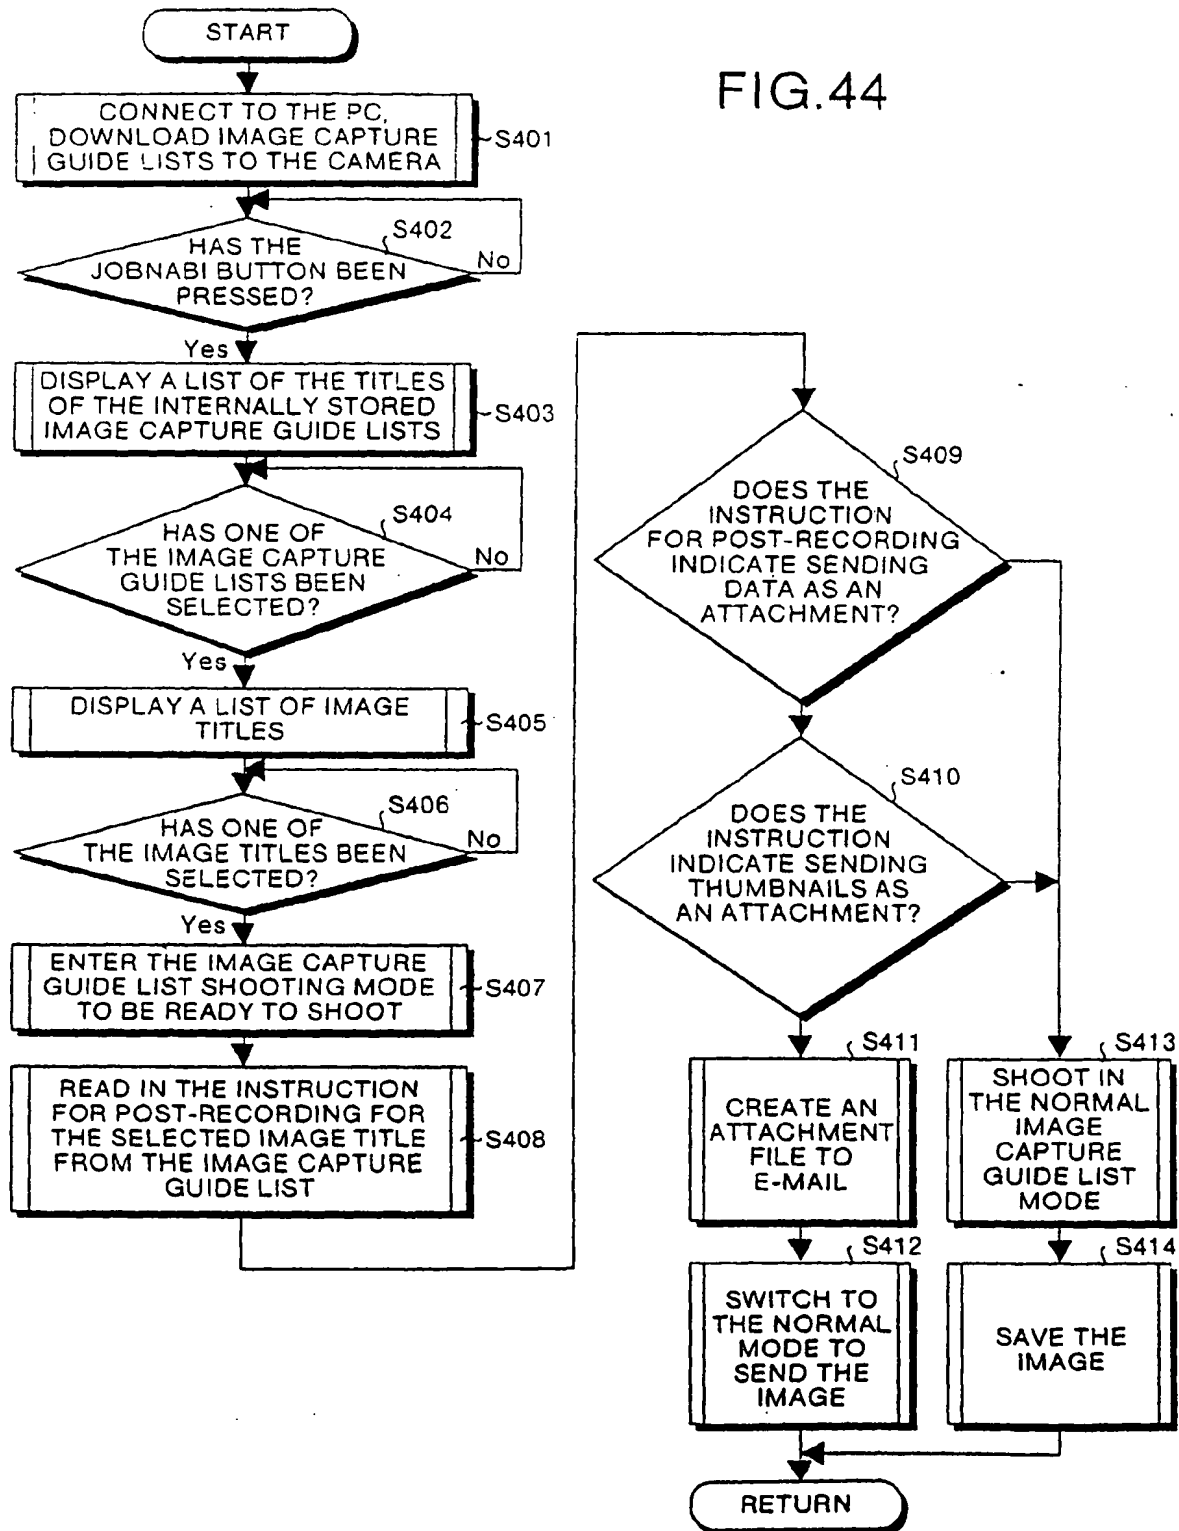 START
FIG.44
CONNECT TO THE PC,
DOWNLOAD IMAGE CAPTURE
GUIDE LISTS TO THE CAMERA
S401
S402
HAS THE
JOBNABI BUTTON BEEN
PRESSED?
No
Yes
DISPLAY A LIST OF THE TITLES
OF THE INTERNALLY STORED
IMAGE CAPTURE GUIDE LISTS
S403
S404
HAS ONE OF
THE IMAGE CAPTURE
GUIDE LISTS BEEN
SELECTED?
No
Yes
DISPLAY A LIST OF IMAGE
TITLES
S405
S406
HAS ONE OF
THE IMAGE TITLES BEEN
SELECTED?
No
Yes
ENTER THE IMAGE CAPTURE
GUIDE LIST SHOOTING MODE
TO BE READY TO SHOOT
S407
READ IN THE INSTRUCTION
FOR POST-RECORDING FOR
THE SELECTED IMAGE TITLE
FROM THE IMAGE CAPTURE
GUIDE LIST
S408
S409
DOES THE
INSTRUCTION
FOR POST-RECORDING
INDICATE SENDING
DATA AS AN
ATTACHMENT?
S410
DOES THE
INSTRUCTION
INDICATE SENDING
THUMBNAILS AS
AN ATTACHMENT?
S411
CREATE AN
ATTACHMENT
FILE TO
E-MAIL
S412
SWITCH TO
THE NORMAL
MODE TO
SEND THE
IMAGE
S413
SHOOT IN
THE NORMAL
IMAGE
CAPTURE
GUIDE LIST
MODE
S414
SAVE THE
IMAGE
RETURN